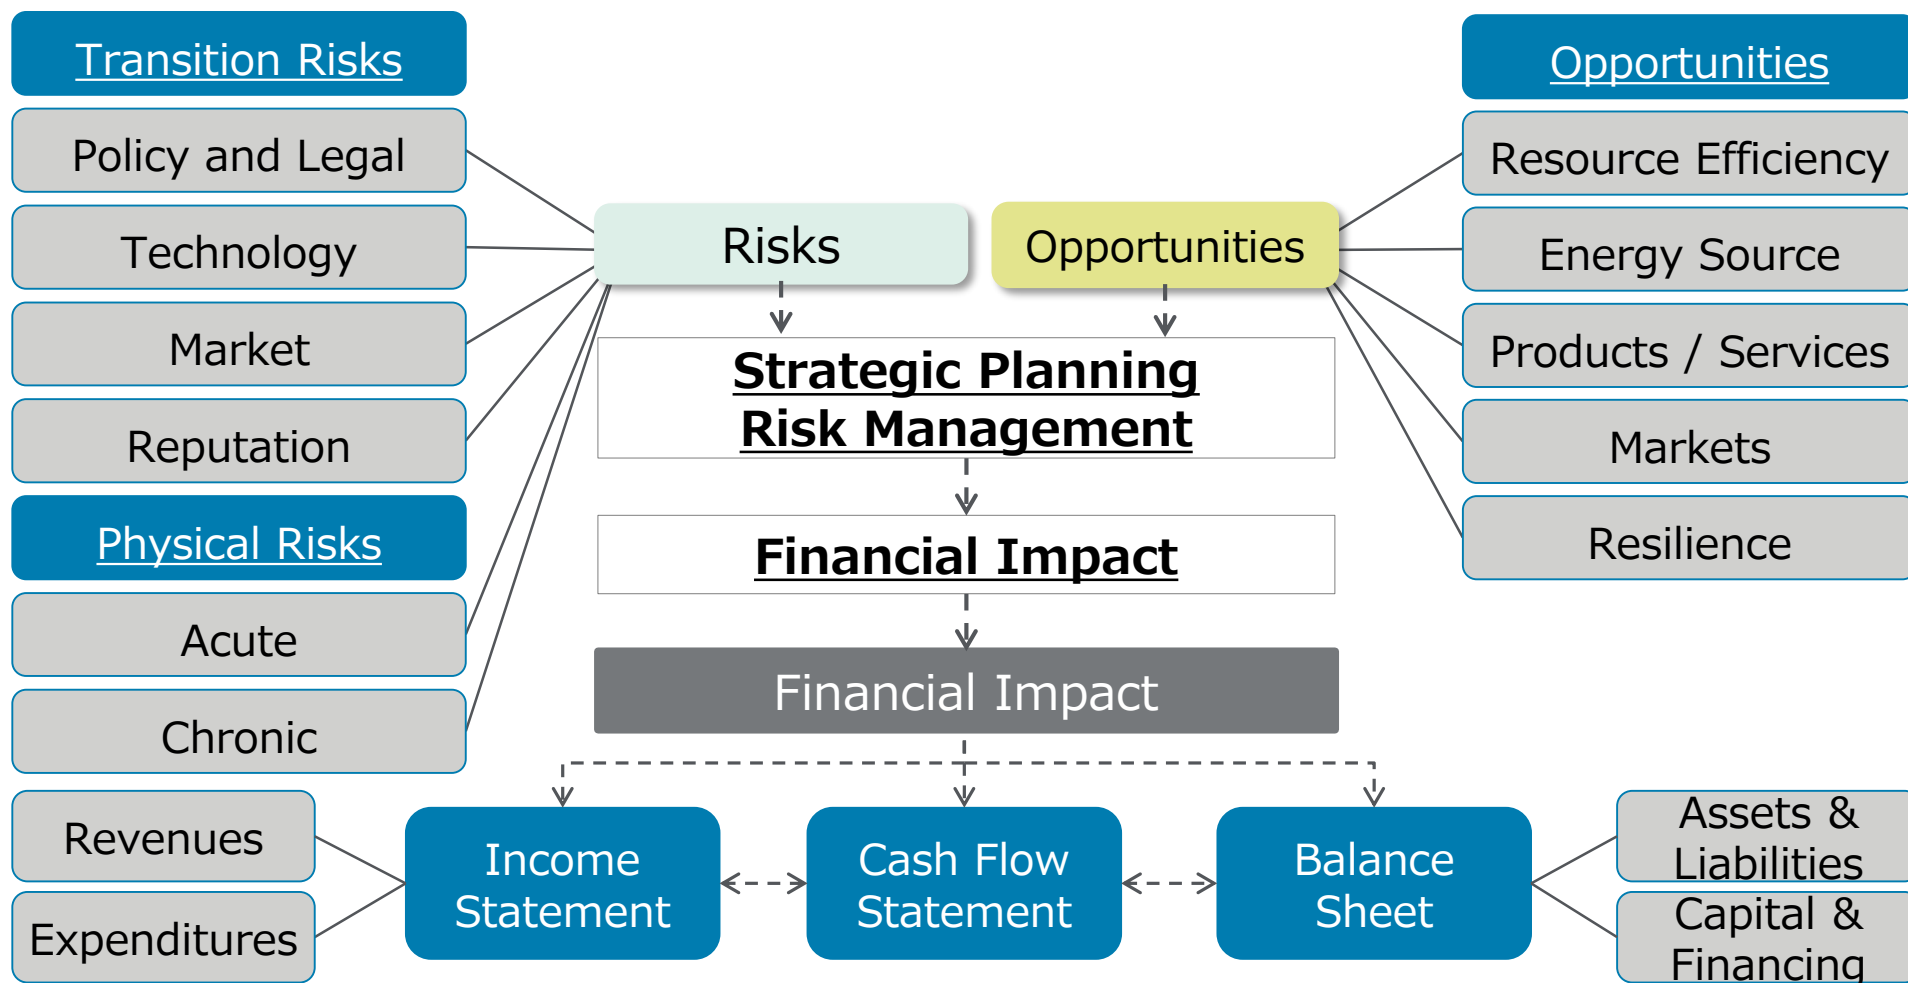 Transition Risks
Policy and Legal
Technology
Market
Reputation
Physical Risks
Acute
Chronic
Risks
Opportunities
Strategic Planning
Risk Management
Financial Impact
Financial Impact
Opportunities
Resource Efficiency
Energy Source
Products / Services
Markets
Resilience
Revenues
Expenditures
Income
Statement
Cash Flow
Statement
Balance
Sheet
Assets &
Liabilities
Capital &
Financing